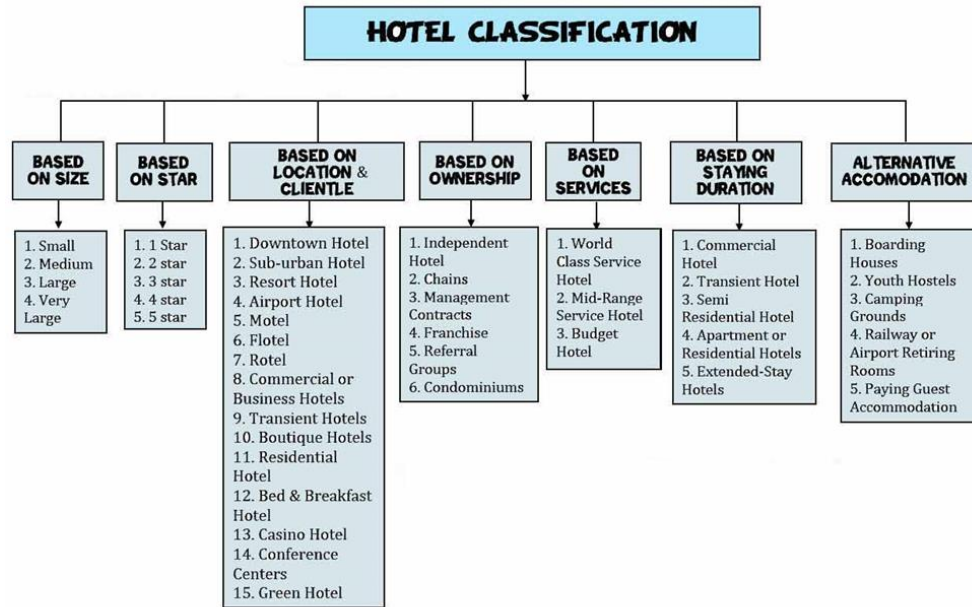 HOTEL CLASSIFICATION
BASED
ON SIZE
1. Small
2. Medium
3. Large
4. Very
Large
BASED
ON STAR
1. 1 Star
2. 2 star
3. 3 star
4. 4 star
5. 5 star
BASED ON
LOCATION &
CLIENTLE
1. Downtown Hotel
2. Sub-urban Hotel
3. Resort Hotel
4. Airport Hotel
5. Motel
6. Flotel
7. Rotel
8. Commercial or
Business Hotels
9. Transient Hotels
10. Boutique Hotels
11. Residential
Hotel
12. Bed & Breakfast
Hotel
13. Casino Hotel
14. Conference
Centers
15. Green Hotel
BASED ON
OWNERSHIP
1. Independent
Hotel
2. Chains
3. Management
Contracts
4. Franchise
5. Referral
Groups
6. Condominiums
BASED
ON
SERVICES
1. World
Class Service
Hotel
2. Mid-Range
Service Hotel
3. Budget
Hotel
BASED ON
STAYING
DURATION
1. Commercial
Hotel
2. Transient Hotel
3. Semi
Residential Hotel
4. Apartment or
Residential Hotels
5. Extended-Stay
Hotels
ALTERNATIVE
ACCOMODATION
1. Boarding
Houses
2. Youth Hostels
3. Camping
Grounds
4. Railway or
Airport Retiring
Rooms
5. Paying Guest
Accommodation